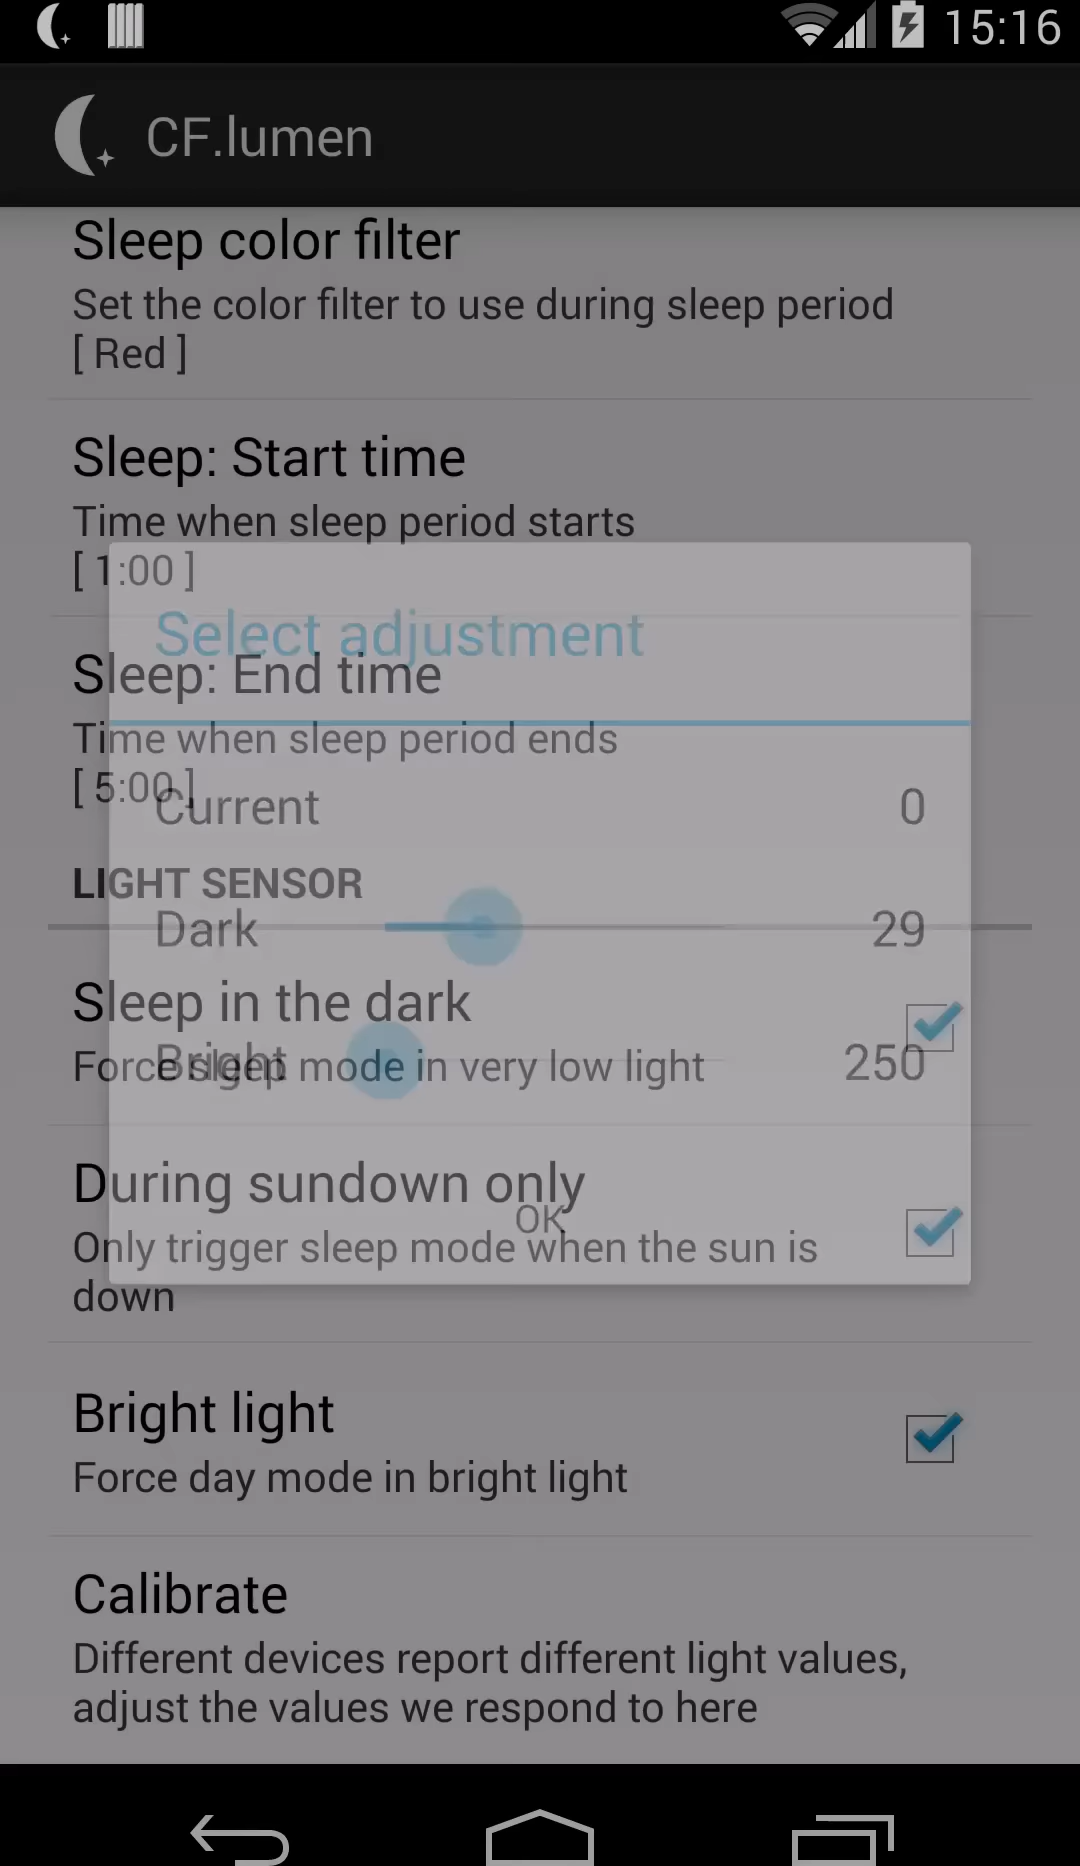 15:16
CF.lumen
Sleep color filter
Set the color filter to use during sleep period
[ Red ]
Sleep: Start time
Time when sleep period starts
[ 1:00 ]
Select adjustment
Sleep: End time
Time when sleep period ends
[ 5:00 ]
Current 0
LIGHT SENSOR
Dark 29
Sleep in the dark
Force sleep mode in very low light
Bright 250
During sundown only
OK
Only trigger sleep mode when the sun is
down
Bright light
Force day mode in bright light
Calibrate
Different devices report different light values,
adjust the values we respond to here